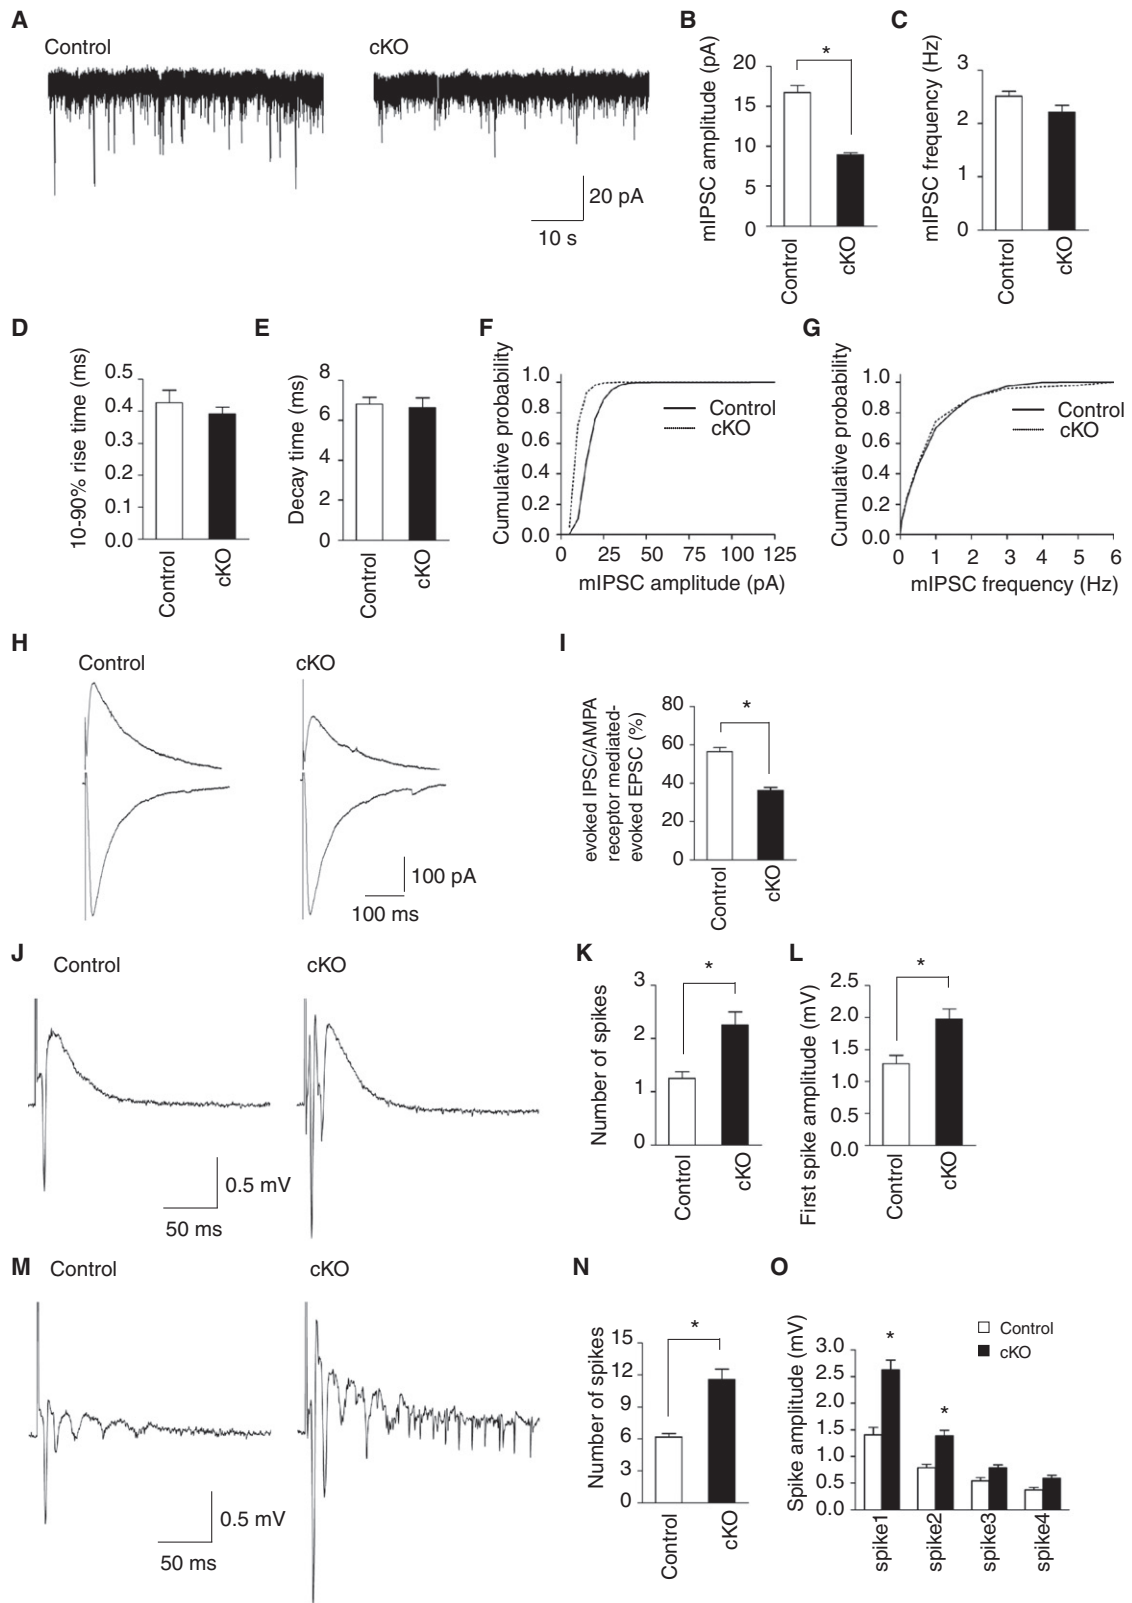 A
Control
cKO
20 pA
10 s
B
mIPSC amplitude (pA)
20
15
10
5
0
*
Control
cKO
C
mIPSC frequency (Hz)
3
2
1
0
Control
cKO
D
10-90% rise time (ms)
0.5
0.4
0.3
0.2
0.1
0.0
Control
cKO
E
Decay time (ms)
8
6
4
2
0
Control
cKO
F
Cumulative probability
1.0
0.8
0.6
0.4
0.2
0.0
Control
cKO
0 25 50 75 100 125
mIPSC amplitude (pA)
G
Cumulative probability
1.0
0.8
0.6
0.4
0.2
0.0
Control
cKO
0 1 2 3 4 5 6
mIPSC frequency (Hz)
H
Control
cKO
100 pA
100 ms
I
evoked IPSC/AMPA
receptor mediated-
evoked EPSC (%)
80
60
40
20
0
*
Control
cKO
J
Control
cKO
0.5 mV
50 ms
K
Number of spikes
3
2
1
0
*
Control
cKO
L
First spike amplitude (mV)
2.5
2.0
1.5
1.0
0.5
0.0
*
Control
cKO
M
Control
cKO
0.5 mV
50 ms
N
Number of spikes
15
12
9
6
3
0
*
Control
cKO
O
Spike amplitude (mV)
3.0
2.5
2.0
1.5
1.0
0.5
0.0
Control
cKO
*
*
spike1
spike2
spike3
spike4